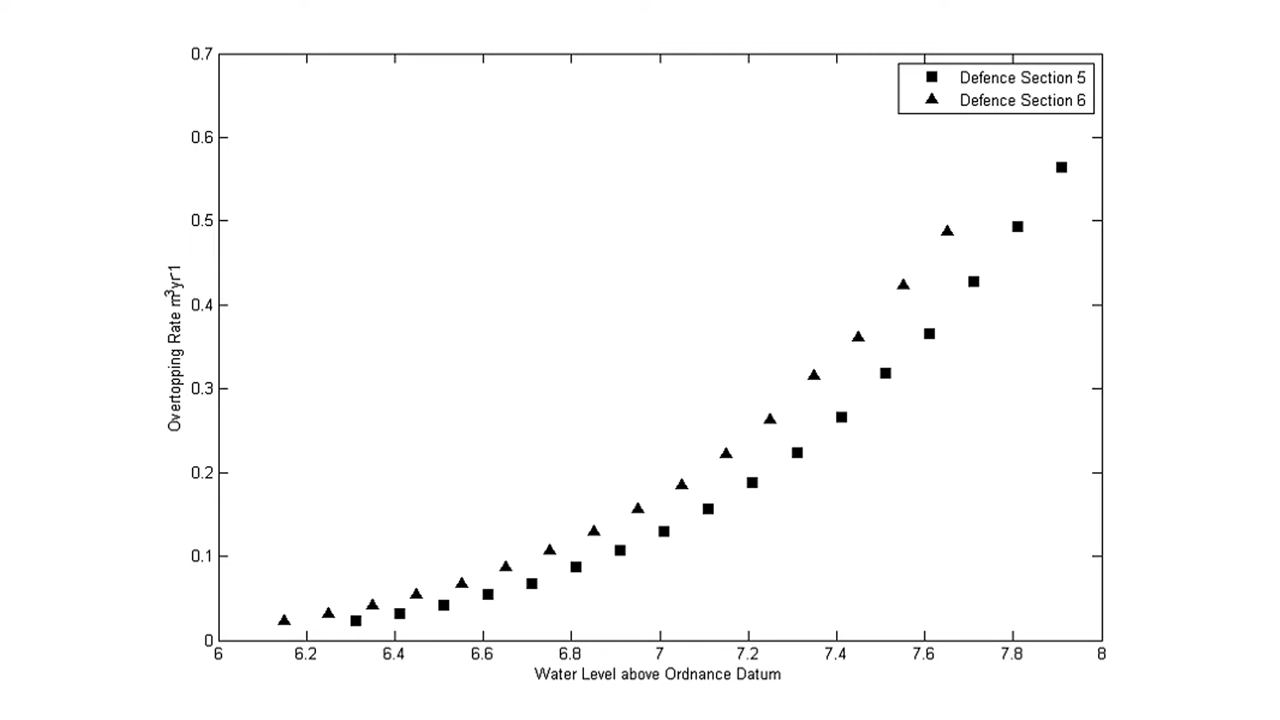 0.7
Defence Section 5
Defence Section 6
0.6
0.5
0.4
0.3
0.2
0.1
0
Overtopping Rate m³yr-1
6 6.2 6.4 6.6 6.8 7 7.2 7.4 7.6 7.8 8
Water Level above Ordnance Datum